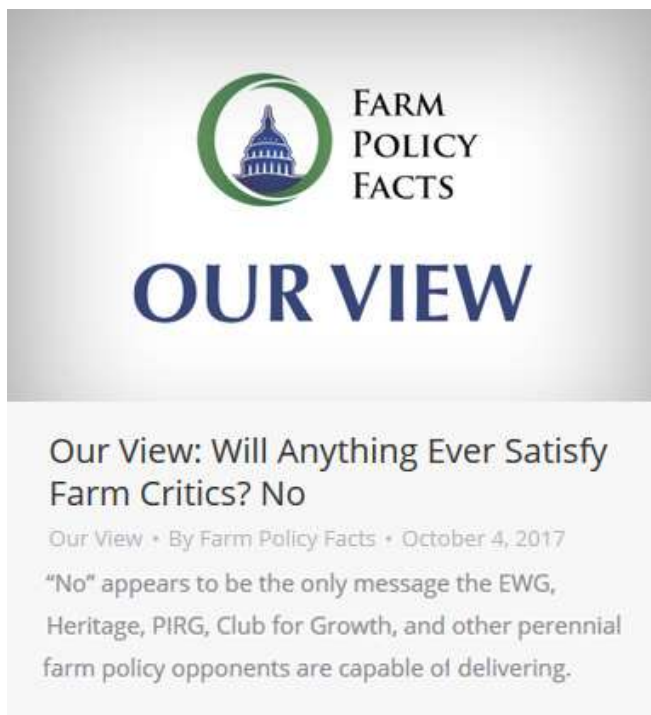 FARM
POLICY
FACTS
OUR VIEW
Our View: Will Anything Ever Satisfy
Farm Critics? No
Our View • By Farm Policy Facts • October 4, 2017
“No” appears to be the only message the EWG,
Heritage, PIRG, Club for Growth, and other perennial
farm policy opponents are capable of delivering.